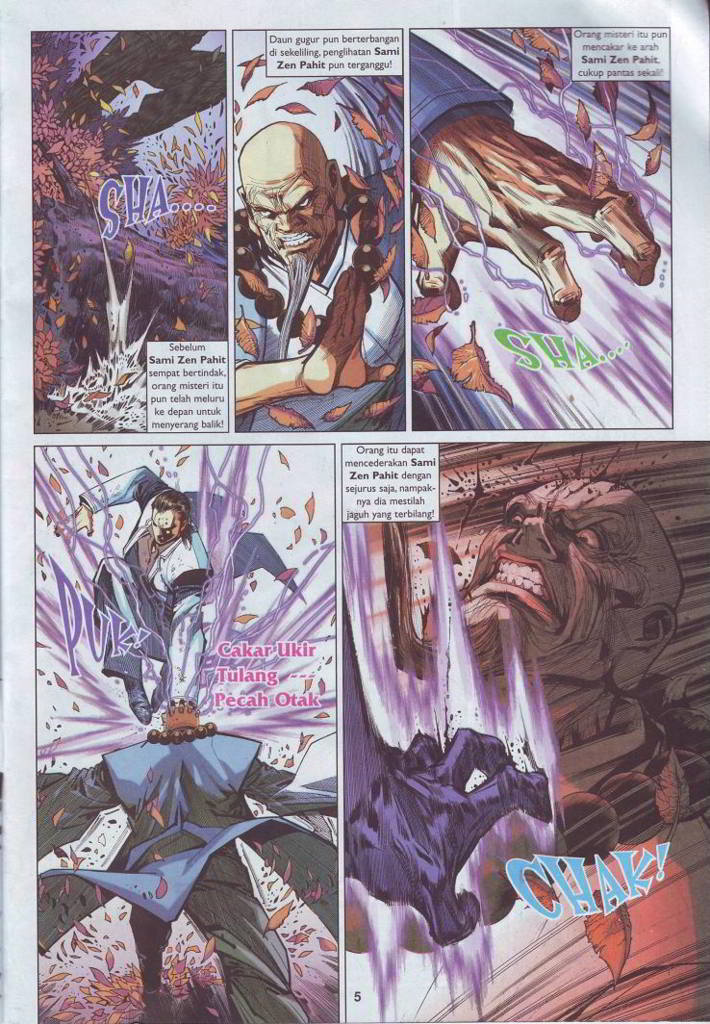 SHA....
Sebelum
Sami Zen Pahit
sempat bertindak,
orang misteri itu
pun telah meluru
ke depan untuk
menyerang balik!
Daun gugur pun berterbangan
di sekeliling, penglihatan Sami
Zen Pahit pun terganggu!
Orang misteri itu pun
mencakar ke arah
Sami Zen Pahit,
cukup pantas sekali!
SHA....
PUK!
Cakar Ukir
Tulang ---
Pecah Otak
Orang itu dapat
mencederakan Sami
Zen Pahit dengan
sejurus saja, nampak-
nya dia mestilah
jaguh yang terbilang!
CHAK!
5